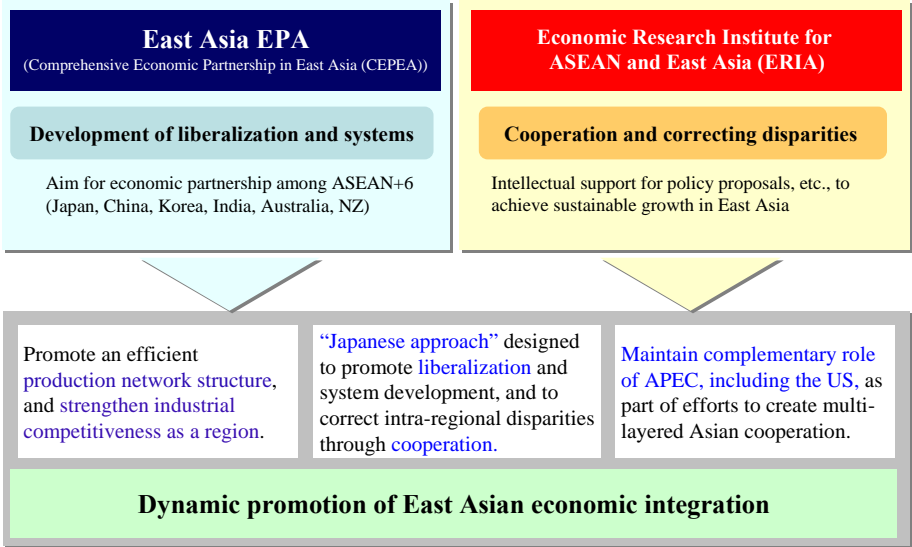 East Asia EPA
(Comprehensive Economic Partnership in East Asia (CEPEA))
Development of liberalization and systems
Aim for economic partnership among ASEAN+6
(Japan, China, Korea, India, Australia, NZ)
Economic Research Institute for
ASEAN and East Asia (ERIA)
Cooperation and correcting disparities
Intellectual support for policy proposals, etc., to
achieve sustainable growth in East Asia
Promote an efficient
production network structure,
and strengthen industrial
competitiveness as a region.
“Japanese approach” designed
to promote liberalization and
system development, and to
correct intra-regional disparities
through cooperation.
Maintain complementary role
of APEC, including the US, as
part of efforts to create multi-
layered Asian cooperation.
Dynamic promotion of East Asian economic integration